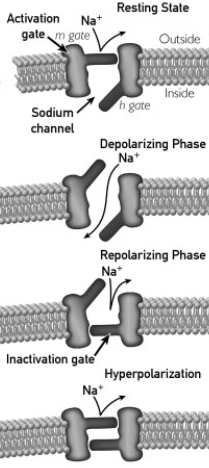 Resting State
Activation
gate
m gate
Na+
Outside
Inside
h gate
Sodium
channel
Depolarizing Phase
Na+
Repolarizing Phase
Na+
Inactivation gate
Hyperpolarization
Na+